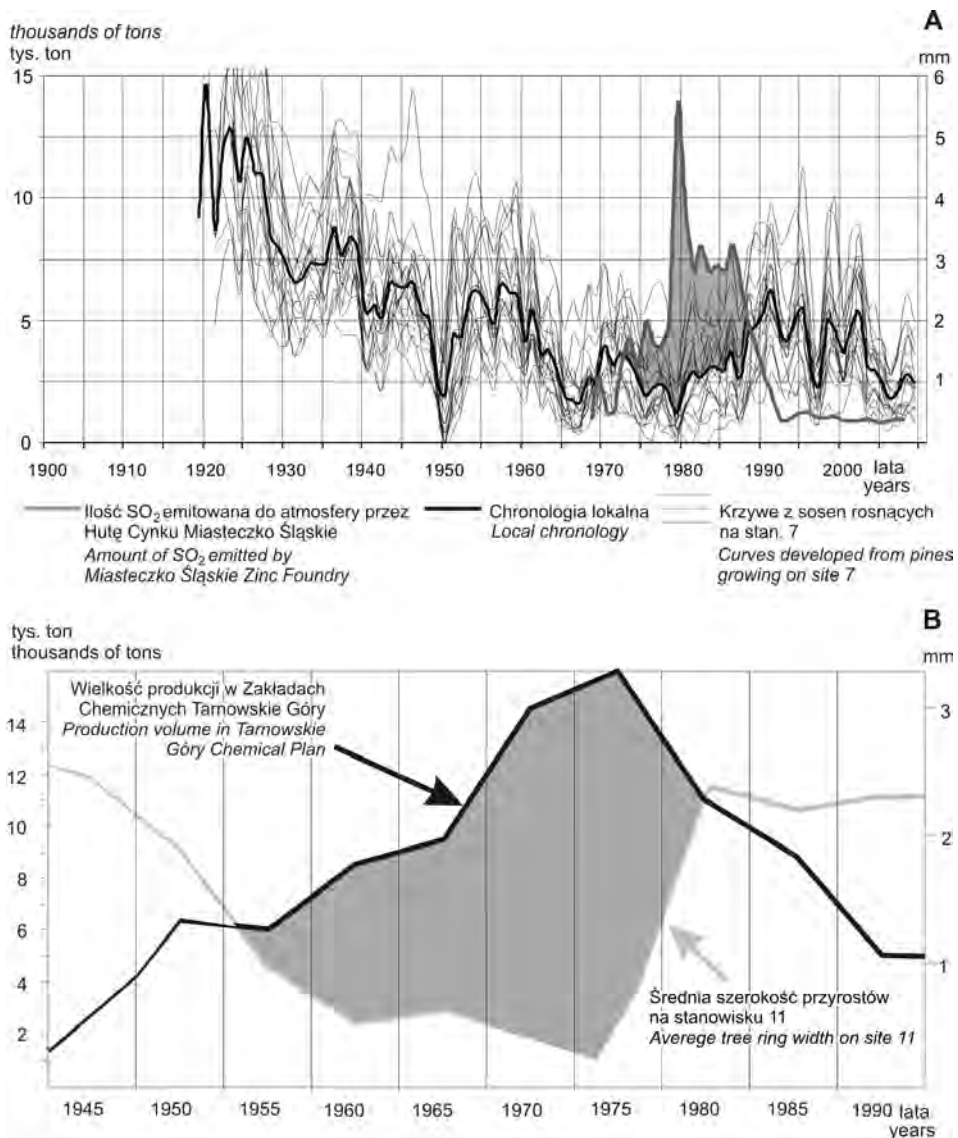 thousands of tons
tys. ton
A
mm
15
10
5
0
6
5
4
3
2
1
1900 1910 1920 1930 1940 1950 1960 1970 1980 1990 2000 lata
years
Ilość SO2 emitowana do atmosfery przez
Hutę Cynku Miasteczko Śląskie
Amount of SO2 emitted by
Miasteczko Śląskie Zinc Foundry
Chronologia lokalna
Local chronology
Krzywe z sosen rosnących
na stan. 7
Curves developed from pines
growing on site 7
B
tys. ton
thousands of tons
mm
Wielkość produkcji w Zakładach
Chemicznych Tarnowskie Góry
Production volume in Tarnowskie
Góry Chemical Plan
14
12
10
8
6
4
2
3
2
1
Średnia szerokość przyrostów
na stanowisku 11
Averege tree ring width on site 11
1945 1950 1955 1960 1965 1970 1975 1980 1985 1990 lata
years